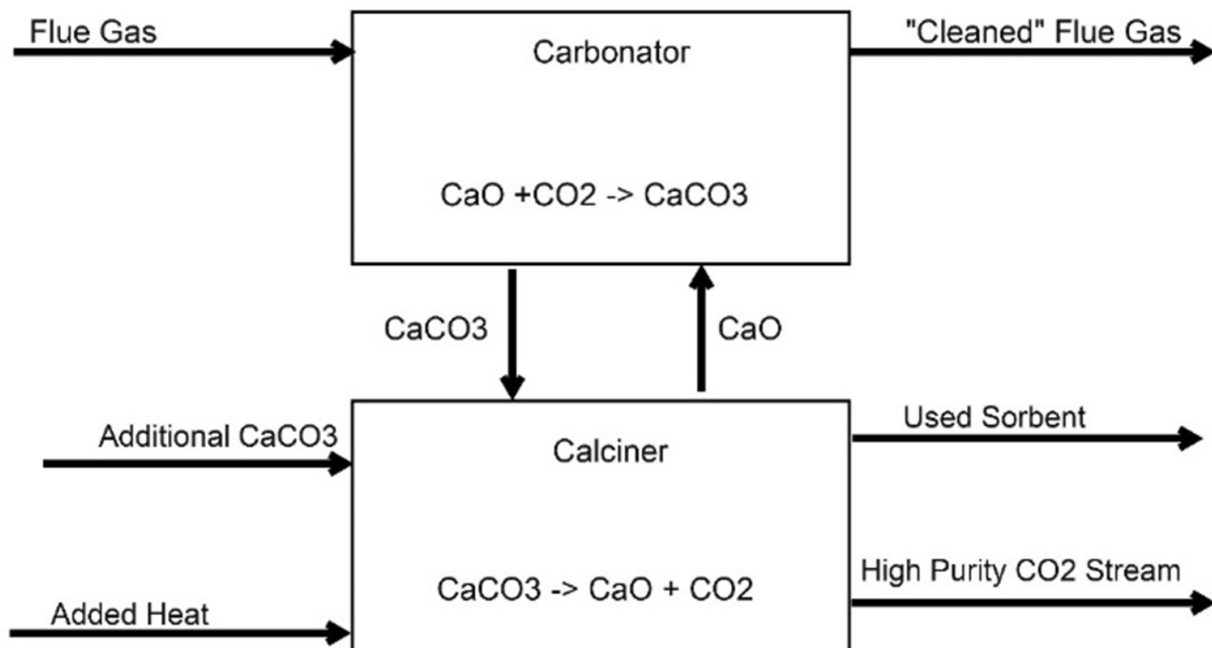 Flue Gas
Carbonator
"Cleaned" Flue Gas
CaO +CO2 -> CaCO3
CaCO3
CaO
Additional CaCO3
Calciner
Used Sorbent
CaCO3 -> CaO + CO2
High Purity CO2 Stream
Added Heat